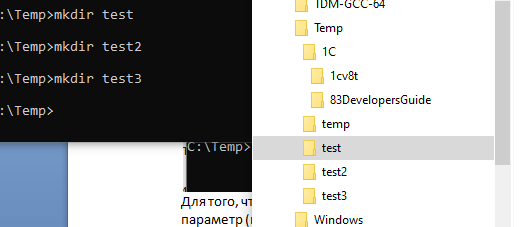 :\Temp>mkdir test
:\Temp>mkdir test2
:\Temp>mkdir test3
:\Temp>
C:\Temp>
Для того, чт
параметр (
TDM-GCC-64
Temp
1C
1cv8t
83DevelopersGuide
temp
test
test2
test3
Windows